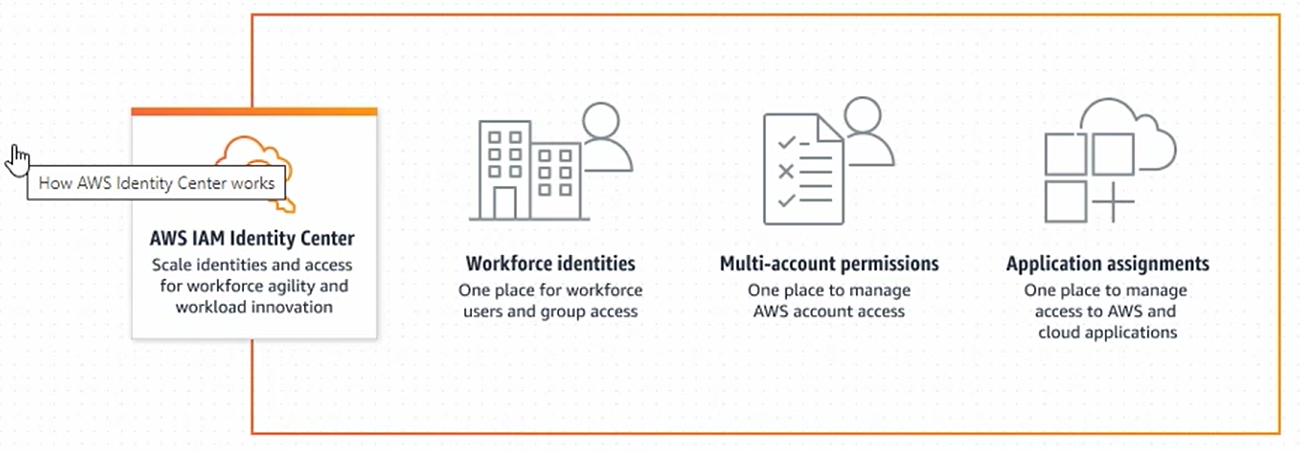 How AWS Identity Center works
AWS IAM Identity Center
Scale identities and access
for workforce agility and
workload innovation
Workforce identities
One place for workforce
users and group access
Multi-account permissions
One place to manage
AWS account access
Application assignments
One place to manage
access to AWS and
cloud applications